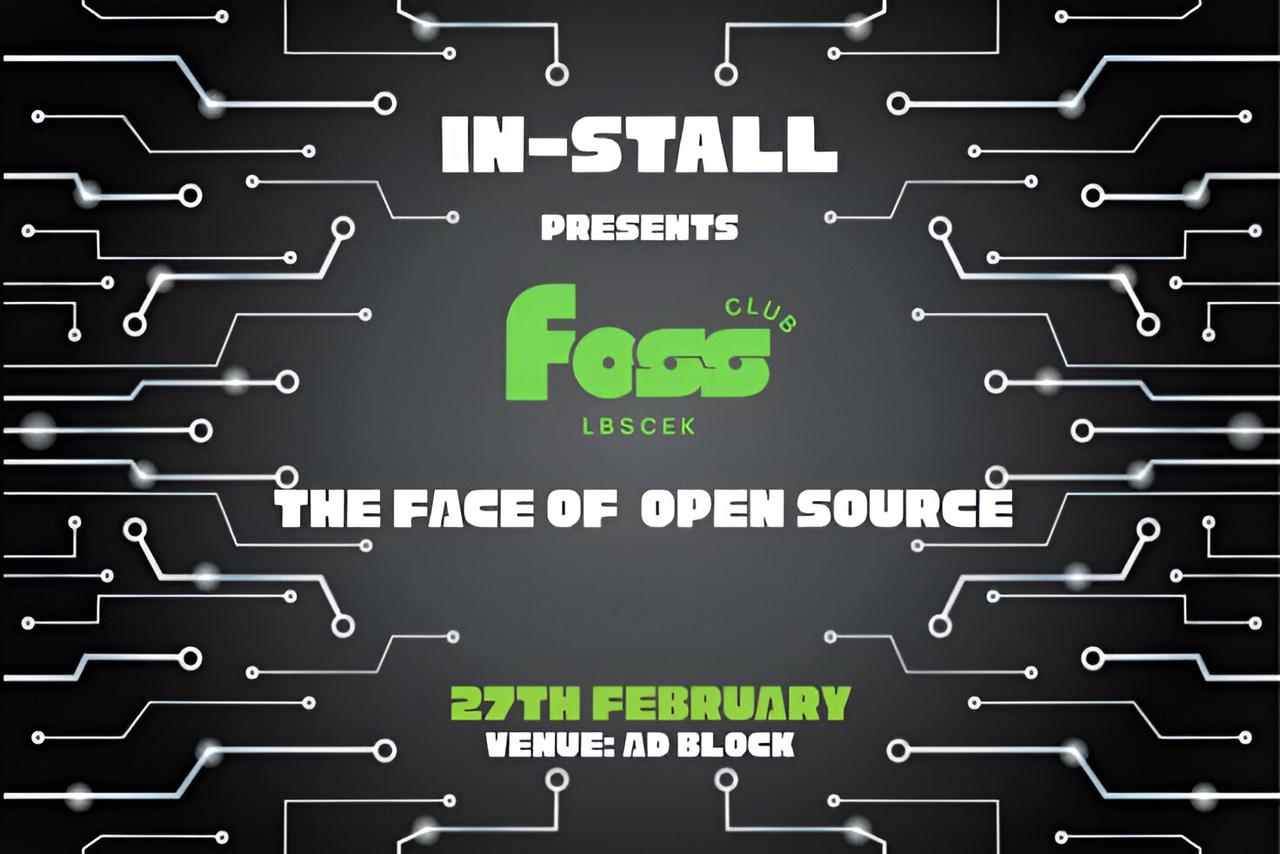 IN-STALL
PRESENTS
foss CLUB
LBSCEK
THE FACE OF OPEN SOURCE
27TH FEBRUARY
VENUE: AD BLOCK